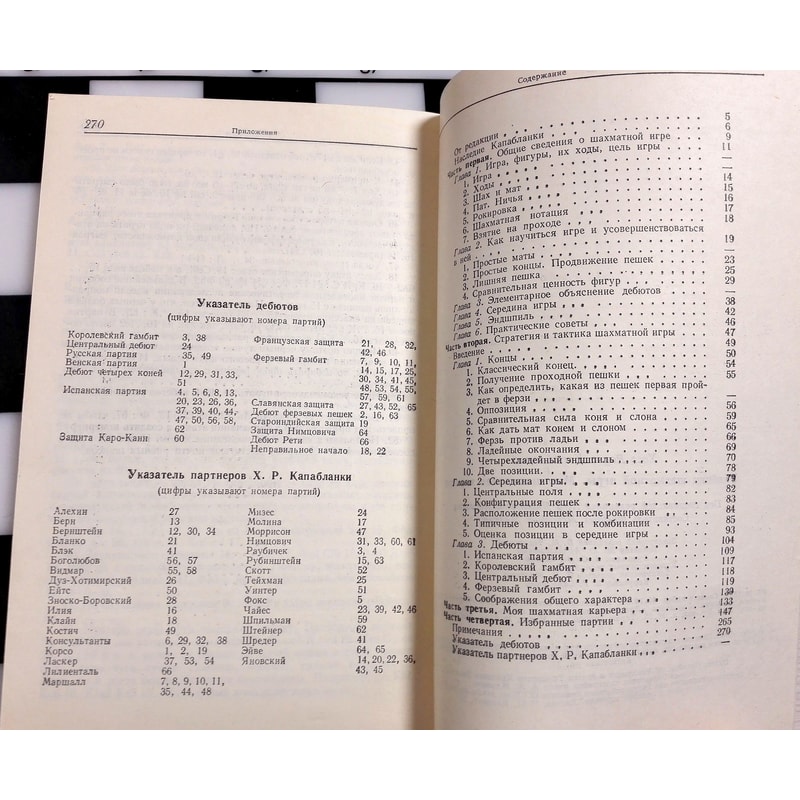 270
Приложения
Указатель дебютов
(цифры указывают номера партий)
Королевский гамбит 3, 38
Центральный дебют 24
Русская партия 35, 49
Венская партия 1
Дебют четырех коней 12, 29, 31, 33,
51
Испанская партия 4, 5, 6, 8, 13,
20, 23, 26, 36,
37, 39, 40, 44,
47, 50, 56, 58,
62
Защита Каро-Канн 60
Французская защита 21, 28, 32,
42, 46
Ферзевый гамбит 7, 9, 10, 11,
14, 15, 17, 25,
30, 34, 41, 45,
48, 53, 54, 55,
57, 59, 61
Славянская защита 27, 43, 52, 65
Дебют ферзевых пешек 2, 16, 63
Староиндийская защита 19
Защита Нимцовича 64
Дебют Рети 66
Неправильное начало 18, 22
Указатель партнеров Х. Р. Капабланки
(цифры указывают номера партий)
Алехин 27
Берн 13
Бернштейн 12, 30, 34
Бланко 21
Блэк 41
Боголюбов 56, 57
Видмар 55, 58
Дуз-Хотимирский 26
Ейтс 50
Зноско-Боровский 28
Илия 16
Клайн 18
Костич 49
Консультанты 6, 29, 32, 38
Корсо 1, 2, 19
Ласкер 37, 53, 54
Лилиенталь 66
Маршалл 7, 8, 9, 10, 11,
35, 44, 48
Мизес 24
Молина 17
Моррисон 47
Нимцович 31, 33, 60, 61
Раубичек 3, 4
Рубинштейн 15, 63
Скотт 52
Тейхман 25
Уинтер 51
Фокс 5
Чайес 23, 39, 42, 46
Шпильман 59
Штейнер 62
Шредер 41
Эйве 64, 65
Яновский 14, 20, 22, 36,
43, 45
Содержание
От редакции 5
Наследие Капабланки 6
Часть первая. Общие сведения о шахматной игре 9
Глава 1. Игра, фигуры, их ходы, цель игры 11
1. Игра —
2. Ходы 14
3. Шах и мат 15
4. Пат. Ничья 16
5. Рокировка 17
6. Шахматная нотация 18
7. Взятие на проходе
Глава 2. Как научиться игре и усовершенствоваться
в ней 19
1. Простые маты —
2. Простые концы. Продвижение пешек 23
3. Лишняя пешка 25
4. Сравнительная ценность фигур 29
Глава 3. Элементарное объяснение дебютов —
Глава 4. Середина игры 38
Глава 5. Эндшпиль 42
Глава 6. Практические советы 46
Часть вторая. Стратегия и тактика шахматной игры 47
Введение 49
Глава 1. Концы 50
1. Классический конец 54
2. Получение проходной пешки 55
3. Как определить, какая из пешек первая прой-
дет в ферзи —
4. Оппозиция 56
5. Сравнительная сила коня и слона 59
6. Как дать мат конем и слоном 65
7. Ферзь против ладьи 66
8. Ладейные окончания 69
9. Четырехладейный эндшпиль 70
10. Две позиции 78
Глава 2. Середина игры 79
1. Центральные поля 82
2. Конфигурация пешек 83
3. Расположение пешек после рокировки 84
4. Типичные позиции и комбинации 85
5. Оценка позиции в середине игры 93
Глава 3. Дебюты 104
1. Испанская партия 109
2. Королевский гамбит 117
3. Центральный дебют 118
4. Ферзевый гамбит 119
5. Соображения общего характера 130
Часть третья. Моя шахматная карьера 133
Часть четвертая. Избранные партии 147
Примечания 265
Указатель дебютов 270
Указатель партнеров Х. Р. Капабланки —